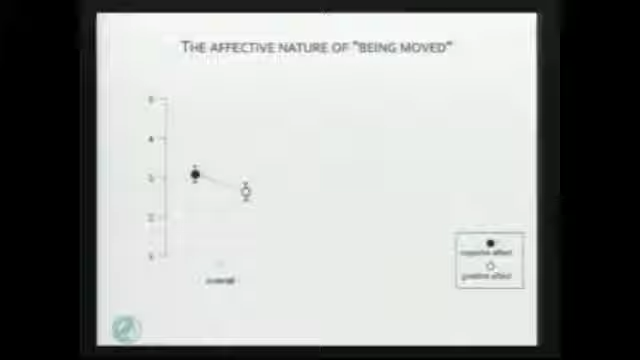 THE AFFECTIVE NATURE OF "BEING MOVED"
5
4
3
2
1
overall
negative affect
positive affect